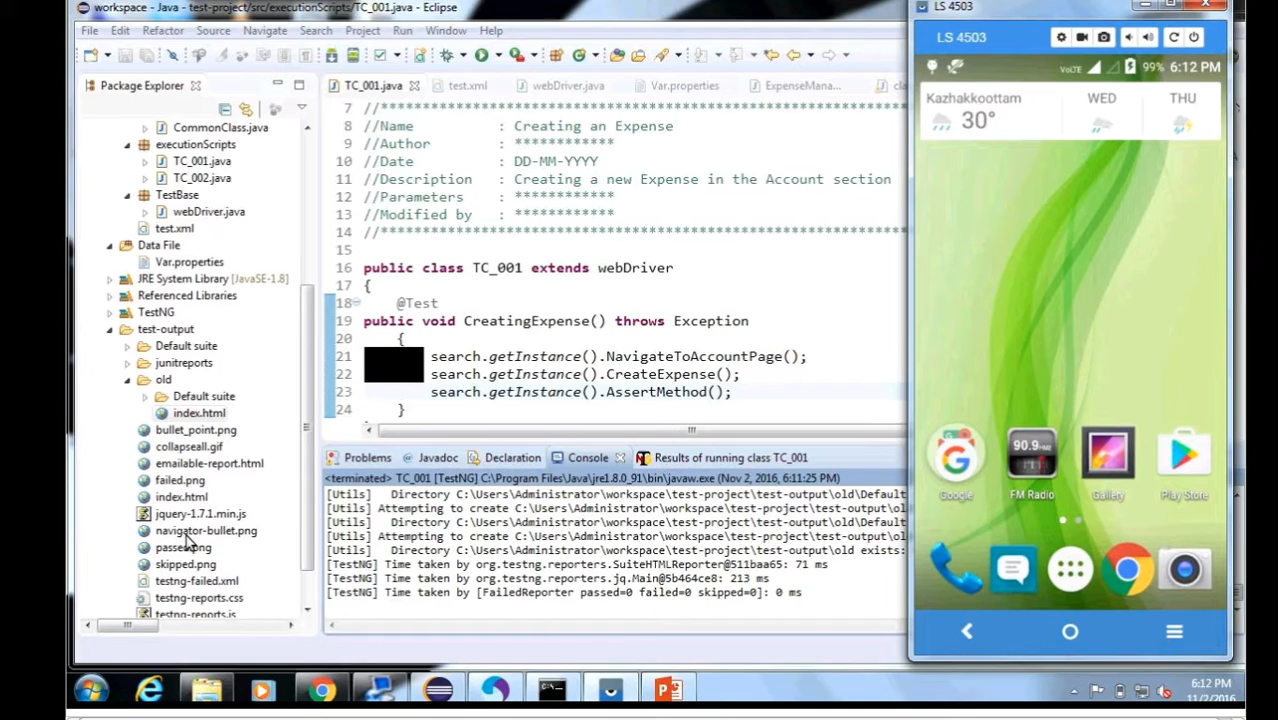 workspace - Java - test-project/src/executionScripts/TC_001.java - Eclipse
File Edit Refactor Source Navigate Search Project Run Window Help
Package Explorer
CommonClass.java
executionScripts
TC_001.java
TC_002.java
TestBase
webDriver.java
test.xml
Data File
Var.properties
JRE System Library [JavaSE-1.8]
Referenced Libraries
TestNG
test-output
Default suite
junitreports
old
Default suite
index.html
bullet_point.png
collapseall.gif
emailable-report.html
failed.png
index.html
jquery-1.7.1.min.js
navigator-bullet.png
passed.png
skipped.png
testng-failed.xml
testng-reports.css
testng-reports.js
TC_001.java test.xml webDriver.java Var.properties ExpenseMana...
7 //********************************************
8 //Name : Creating an Expense
9 //Author : ************
10 //Date : DD-MM-YYYY
11 //Description : Creating a new Expense in the Account section
12 //Parameters : ************
13 //Modified by : ************
14 //********************************************
15
16 public class TC_001 extends webDriver
17 {
18 @Test
19 public void CreatingExpense() throws Exception
20 {
21 search.getInstance().NavigateToAccountPage();
22 search.getInstance().CreateExpense();
23 search.getInstance().AssertMethod();
24 }
Problems Javadoc Declaration Console Results of running class TC_001
<terminated> TC_001 [TestNG] C:\Program Files\Java\jre1.8.0_91\bin\javaw.exe (Nov 2, 2016, 6:11:25 PM)
[Utils] Directory C:\Users\Administrator\workspace\test-project\test-output\old\Default
[Utils] Attempting to create C:\Users\Administrator\workspace\test-project\test-output\
[Utils] Directory C:\Users\Administrator\workspace\test-project\test-output\old\Default
[Utils] Attempting to create C:\Users\Administrator\workspace\test-project\test-output\
[Utils] Directory C:\Users\Administrator\workspace\test-project\test-output\old exists:
[TestNG] Time taken by org.testng.reporters.SuiteHTMLReporter@511baa65: 71 ms
[TestNG] Time taken by org.testng.reporters.jq.Main@5b464ce8: 213 ms
[TestNG] Time taken by [FailedReporter passed=0 failed=0 skipped=0]: 0 ms
LS 4503
LS 4503
VoLTE 99% 6:12 PM
Kazhakkoottam
30°
WED
THU
90.9
Google FM Radio Gallery Play Store
6:12 PM
11/2/2016